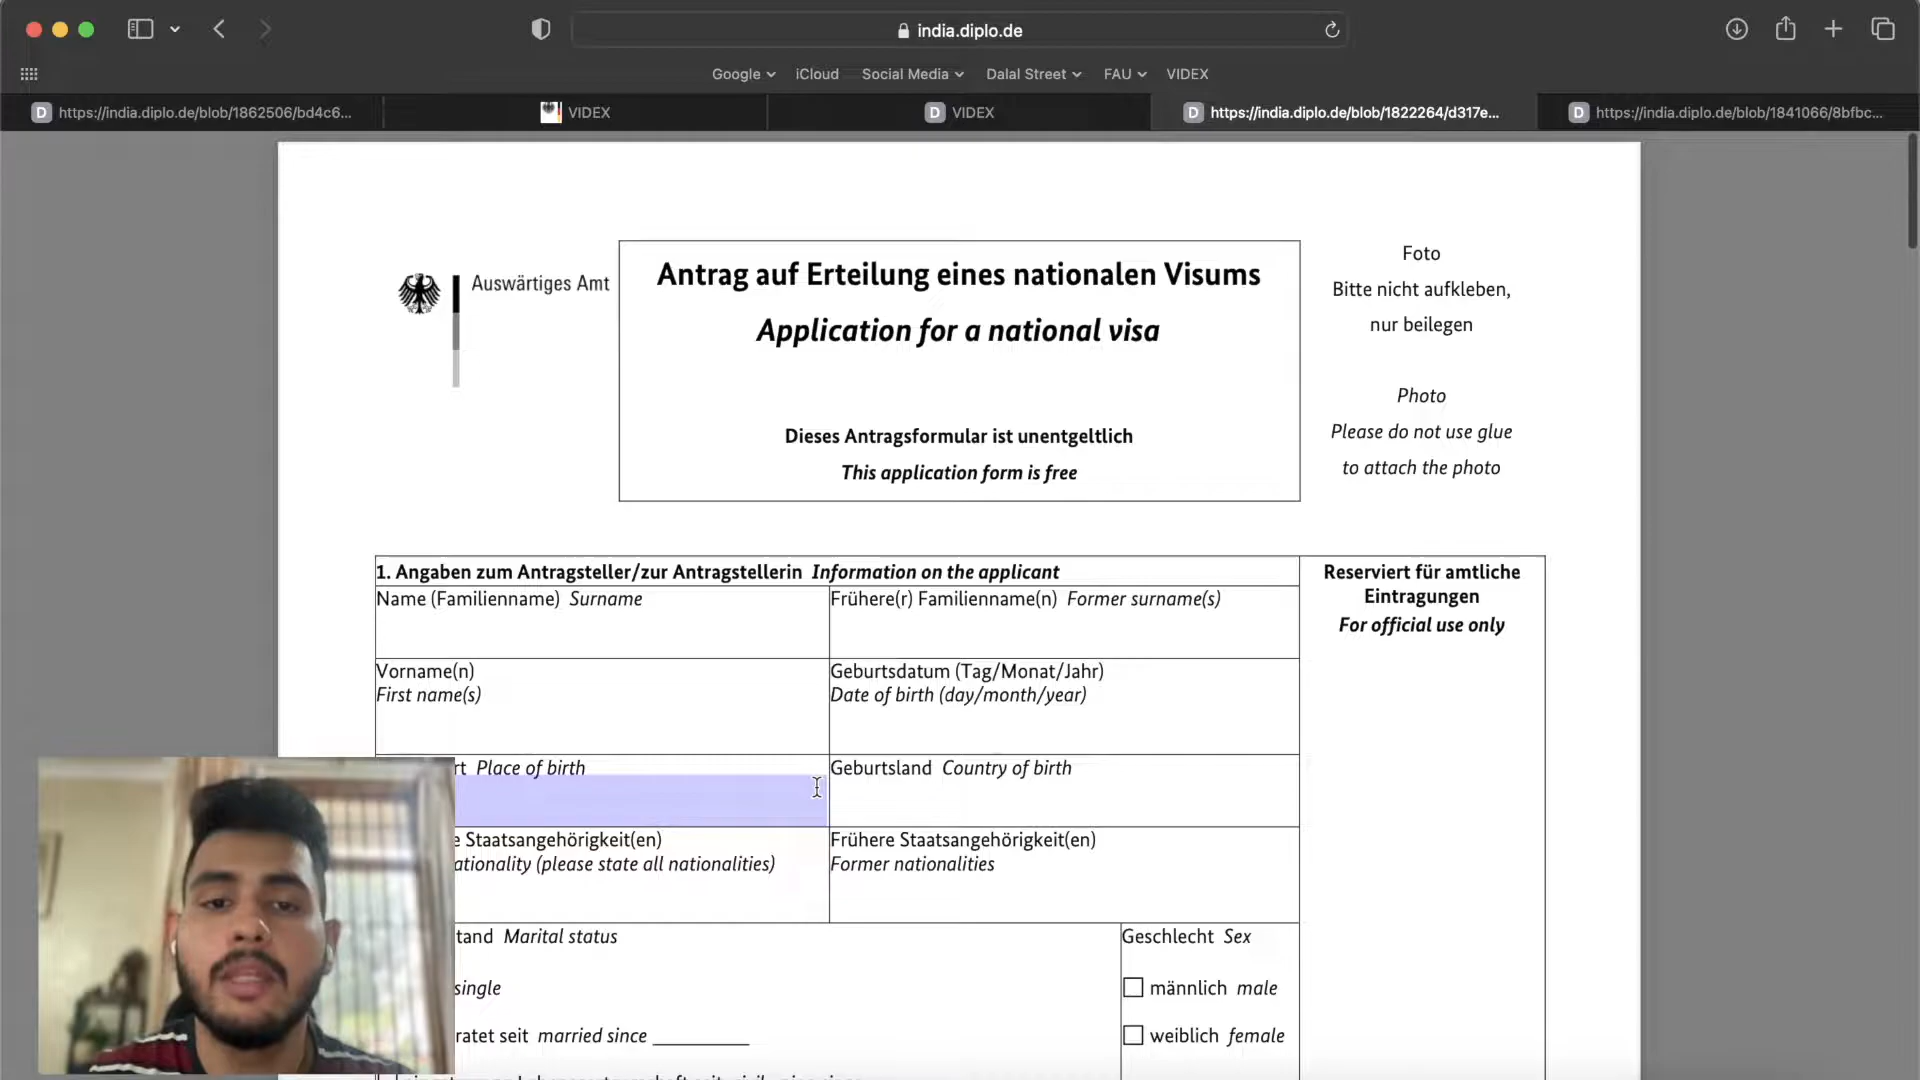 india.diplo.de
Google
iCloud
Social Media
Dalal Street
FAU
VIDEX
D https://india.diplo.de/blob/1862506/bd4c6...
VIDEX
D VIDEX
D https://india.diplo.de/blob/1822264/d317e...
D https://india.diplo.de/blob/1841066/8bfbc...
Auswärtiges Amt
Antrag auf Erteilung eines nationalen Visums
Application for a national visa
Dieses Antragsformular ist unentgeltlich
This application form is free
Foto
Bitte nicht aufkleben,
nur beilegen
Photo
Please do not use glue
to attach the photo
1. Angaben zum Antragsteller/zur Antragstellerin Information on the applicant
Reserviert für amtliche
Eintragungen
For official use only
Name (Familienname) Surname
Frühere(r) Familienname(n) Former surname(s)
Vorname(n)
First name(s)
Geburtsdatum (Tag/Monat/Jahr)
Date of birth (day/month/year)
rt Place of birth
Geburtsland Country of birth
e Staatsangehörigkeit(en)
ationality (please state all nationalities)
Frühere Staatsangehörigkeit(en)
Former nationalities
tand Marital status
Geschlecht Sex
single
männlich male
ratet seit married since
weiblich female